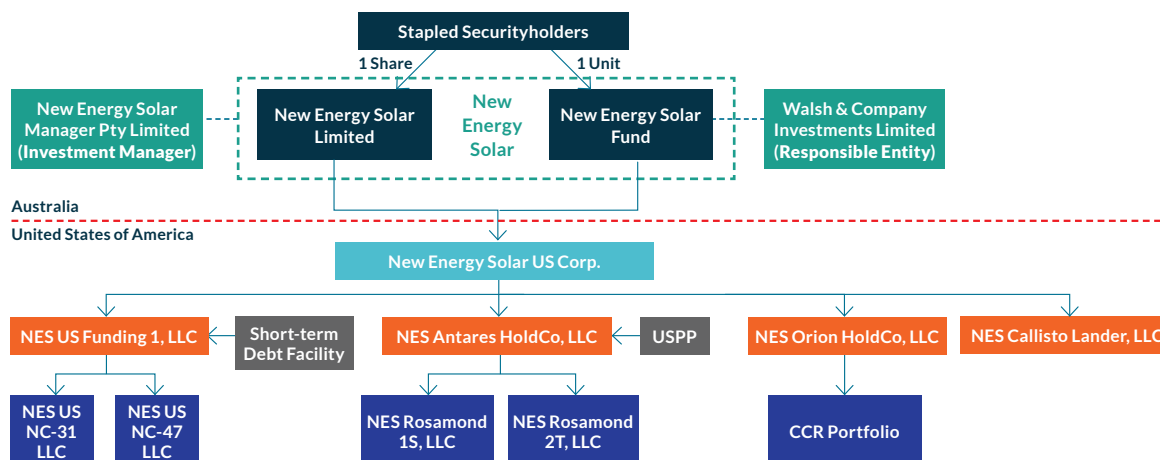 Stapled Securityholders
1 Share
1 Unit
New Energy Solar
Manager Pty Limited
(Investment Manager)
New Energy Solar
Limited
New
Energy
Solar
New Energy Solar
Fund
Walsh & Company
Investments Limited
(Responsible Entity)
Australia
United States of America
New Energy Solar US Corp.
NES US Funding 1, LLC
Short-term
Debt Facility
NES Antares HoldCo, LLC
USPP
NES Orion HoldCo, LLC
NES Callisto Lander, LLC
NES US
NC-31
LLC
NES US
NC-47
LLC
NES Rosamond
1S, LLC
NES Rosamond
2T, LLC
CCR Portfolio